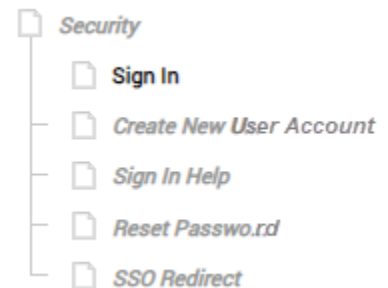 Security
Sign In
Create New User Account
Sign In Help
Reset Passwo.rd
SSO Redirect